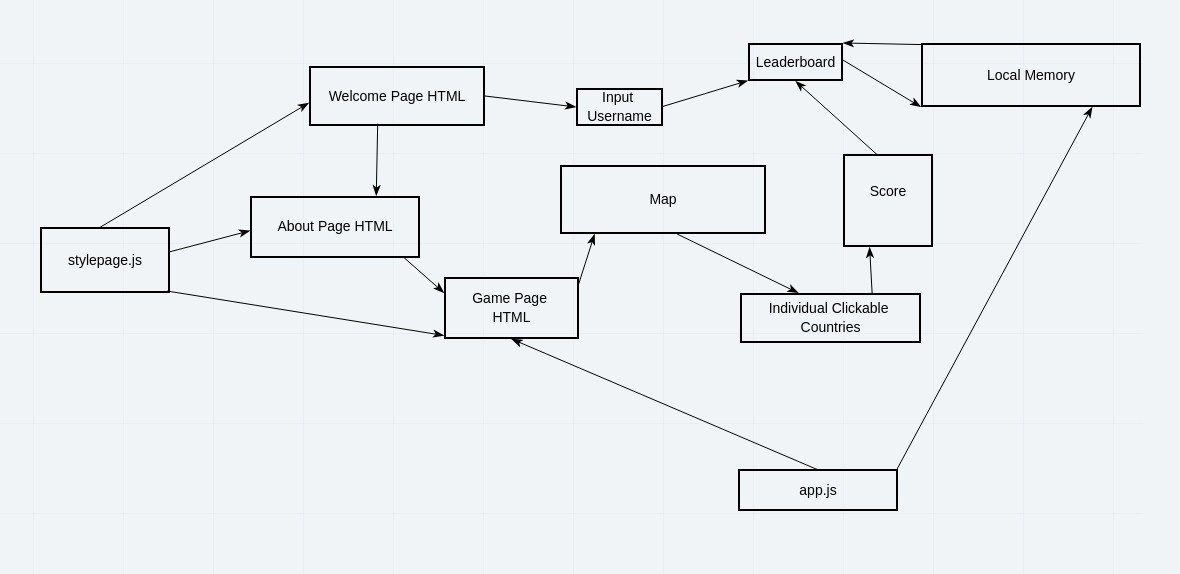 Leaderboard
Local Memory
Welcome Page HTML
Input
Username
Score
Map
About Page HTML
stylepage.js
Game Page
HTML
Individual Clickable
Countries
app.js